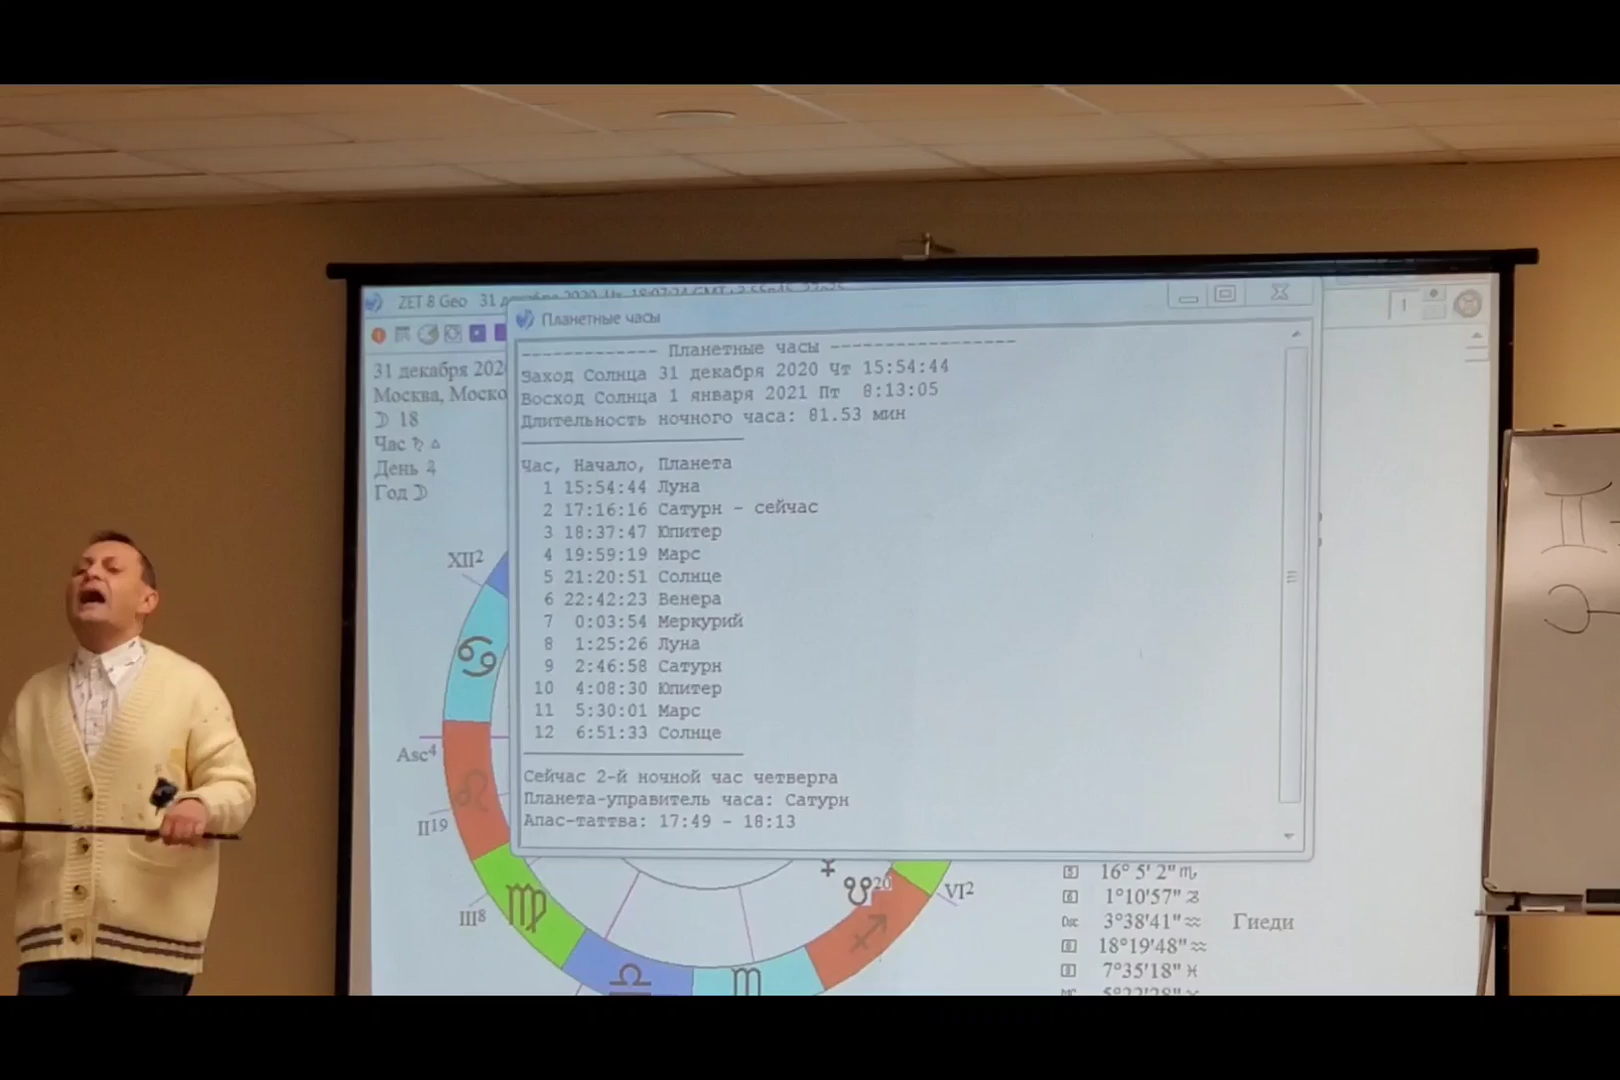 ZET 8 Geo 31
1
Планетные часы
------------ Планетные часы -----------------
Заход Солнца 31 декабря 2020 Чт 15:54:44
Восход Солнца 1 января 2021 Пт 8:13:05
Длительность ночного часа: 81.53 мин
Час, Начало, Планета
1 15:54:44 Луна
2 17:16:16 Сатурн - сейчас
3 18:37:47 Юпитер
4 19:59:19 Марс
5 21:20:51 Солнце
6 22:42:23 Венера
7 0:03:54 Меркурий
8 1:25:26 Луна
9 2:46:58 Сатурн
10 4:08:30 Юпитер
11 5:30:01 Марс
12 6:51:33 Солнце
Сейчас 2-й ночной час четверга
Планета-управитель часа: Сатурн
Апас-таттва: 17:49 - 18:13
31 декабря 202
Москва, Моско
☽ 18
Час ♄
День ♃
Год ☽
XII2
Asc4
II19
III8
VI2
20
16° 5' 2" ♏
1°10'57"
Dsc 3°38'41" ♒ Гиеди
18°19'48" ♒
7°35'18" ♓